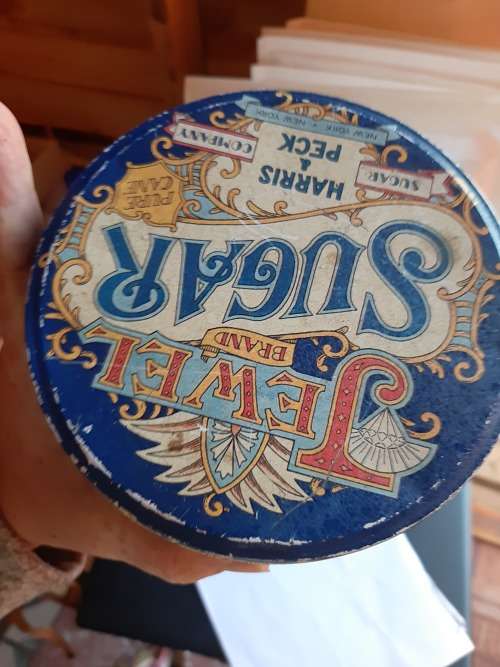 JEWEL
BRAND
SUGAR
PURE
CANE
HARRIS
&
PECK
SUGAR
COMPANY
NEW YORK • NEW YORK